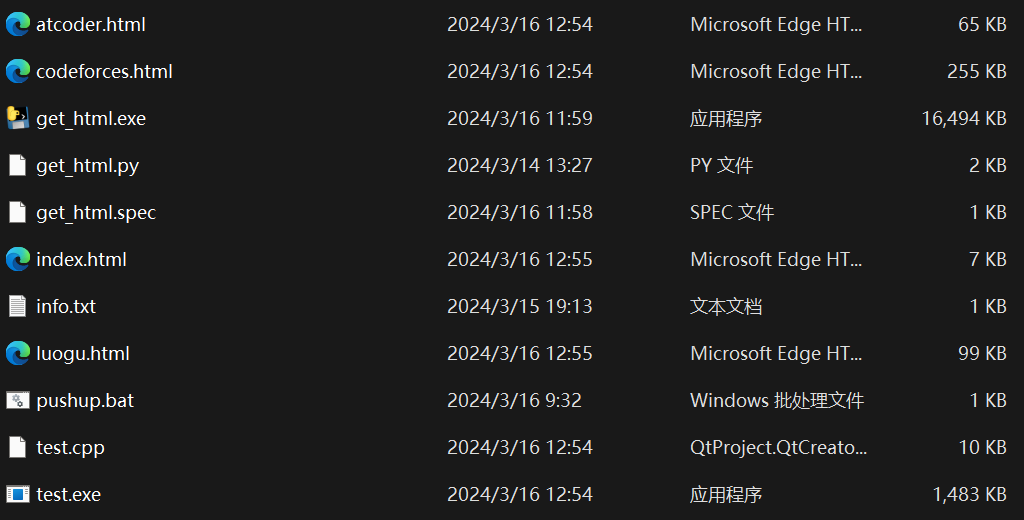 atcoder.html 2024/3/16 12:54 Microsoft Edge HT... 65 KB
codeforces.html 2024/3/16 12:54 Microsoft Edge HT... 255 KB
get_html.exe 2024/3/16 11:59 应用程序 16,494 KB
get_html.py 2024/3/14 13:27 PY 文件 2 KB
get_html.spec 2024/3/16 11:58 SPEC 文件 1 KB
index.html 2024/3/16 12:55 Microsoft Edge HT... 7 KB
info.txt 2024/3/15 19:13 文本文档 1 KB
luogu.html 2024/3/16 12:55 Microsoft Edge HT... 99 KB
pushup.bat 2024/3/16 9:32 Windows 批处理文件 1 KB
test.cpp 2024/3/16 12:54 QtProject.QtCreato... 10 KB
test.exe 2024/3/16 12:54 应用程序 1,483 KB